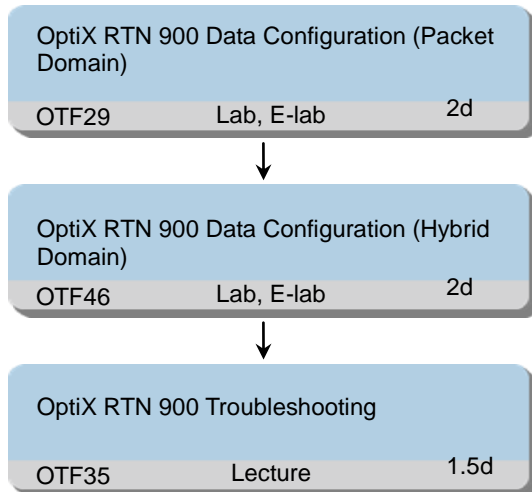 OptiX RTN 900 Data Configuration (Packet
Domain)
OTF29 Lab, E-lab 2d
OptiX RTN 900 Data Configuration (Hybrid
Domain)
OTF46 Lab, E-lab 2d
OptiX RTN 900 Troubleshooting
OTF35 Lecture 1.5d